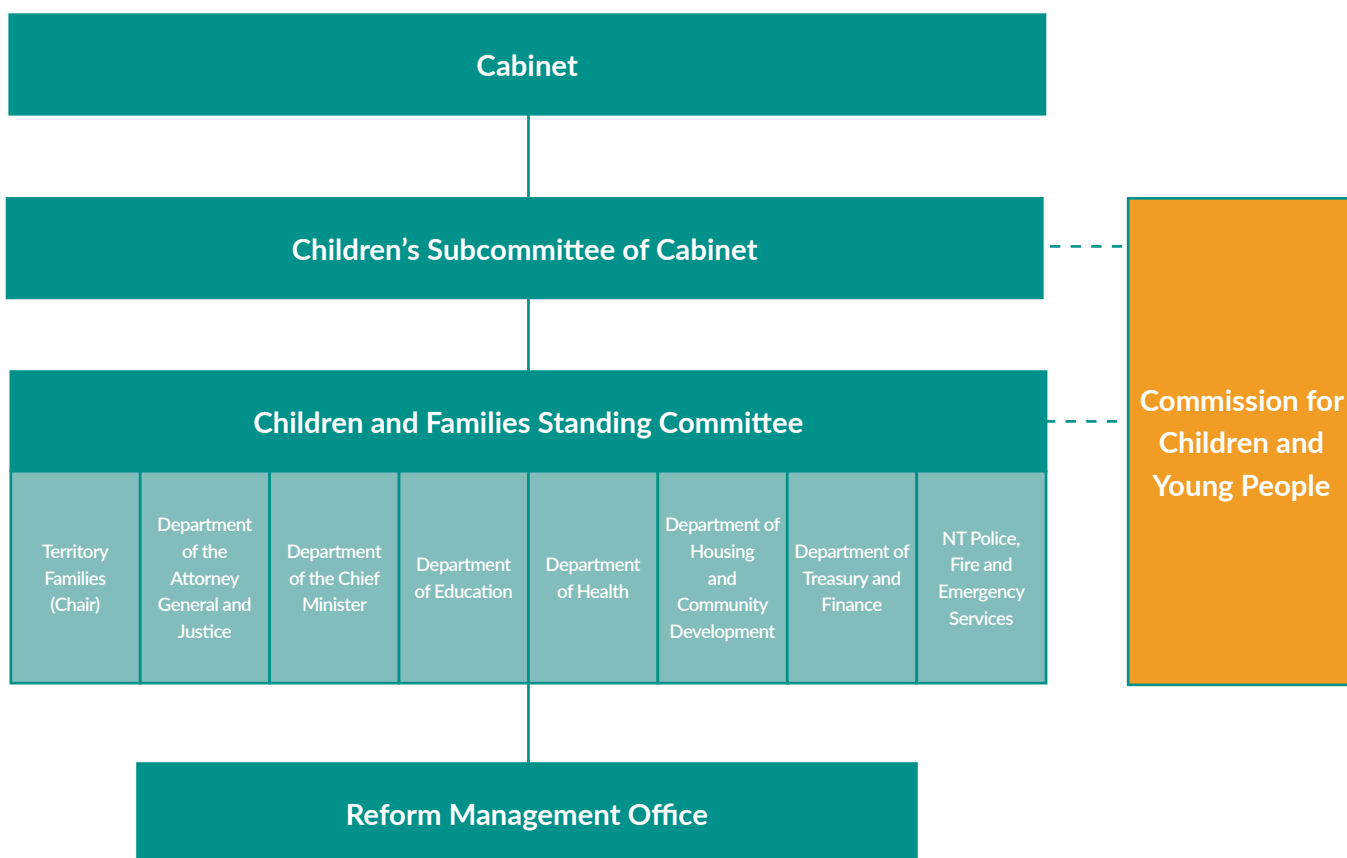 Cabinet
Children's Subcommittee of Cabinet
Children and Families Standing Committee
Territory
Families
(Chair)
Department
of the
Attorney
General and
Justice
Department
of the Chief
Minister
Department
of Education
Department
of Health
Department of
Housing
and
Community
Development
Department of
Treasury and
Finance
NT Police,
Fire and
Emergency
Services
Commission for
Children and
Young People
Reform Management Office